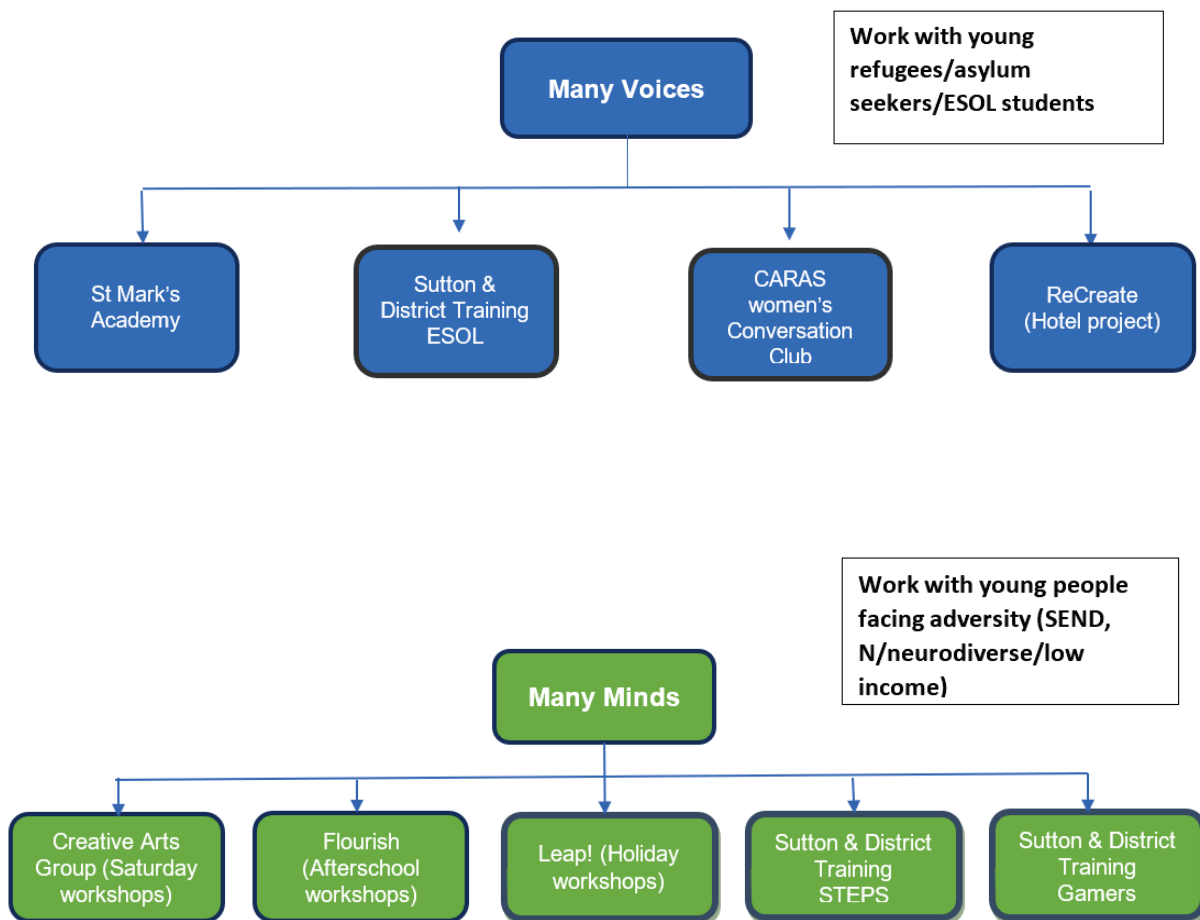 Many Voices
Work with young
refugees/asylum
seekers/ESOL students
St Mark's
Academy
Sutton &
District Training
ESOL
CARAS
women's
Conversation
Club
ReCreate
(Hotel project)
Work with young people
facing adversity (SEND,
N/neurodiverse/low
income)
Many Minds
Creative Arts
Group (Saturday
workshops)
Flourish
(Afterschool
workshops)
Leap! (Holiday
workshops)
Sutton & District
Training
STEPS
Sutton & District
Training
Gamers